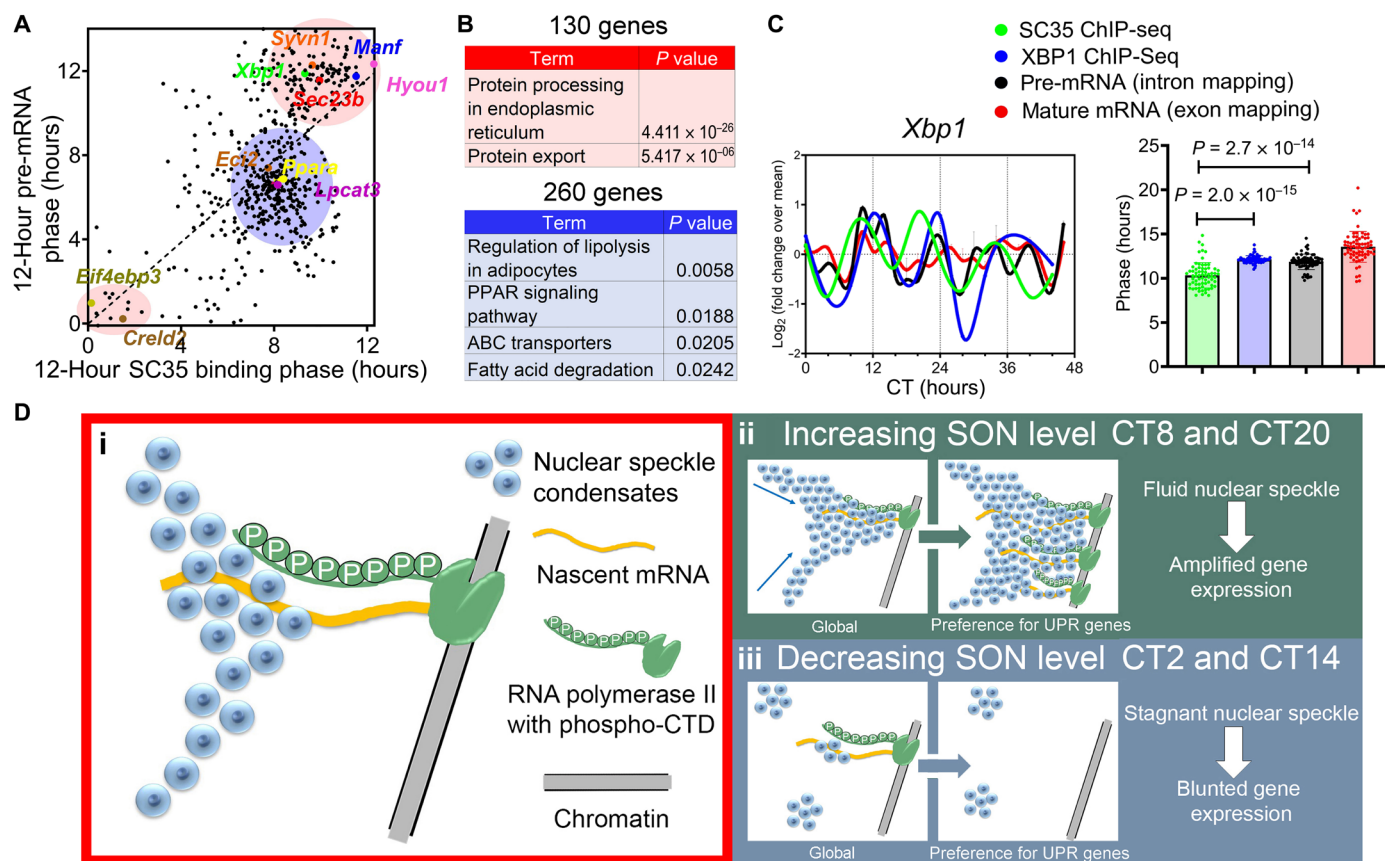 A
12-Hour pre-mRNA
phase (hours)
12
8
4
0
0
4
8
12
12-Hour SC35 binding phase (hours)
Syvn1
Manf
Xbp1
Hyou1
Sec23b
Eci2
Ppara
Lpcat3
Eif4ebp3
Creld2
B
130 genes
Term P value
Protein processing
in endoplasmic
reticulum 4.411 × 10⁻²⁶
Protein export 5.417 × 10⁻⁰⁶
260 genes
Term P value
Regulation of lipolysis
in adipocytes 0.0058
PPAR signaling
pathway 0.0188
ABC transporters 0.0205
Fatty acid degradation 0.0242
C
SC35 ChIP-seq
XBP1 ChIP-Seq
Pre-mRNA (intron mapping)
Mature mRNA (exon mapping)
Xbp1
Log₂ (fold change over mean)
2
1
0
−1
−2
0 12 24 36 48
CT (hours)
P = 2.7 × 10⁻¹⁴
P = 2.0 × 10⁻¹⁵
Phase (hours)
25
20
15
10
5
0
D
i
Nuclear speckle
condensates
Nascent mRNA
RNA polymerase II
with phospho-CTD
Chromatin
P P P P P P P P
P P P P P P P P
ii Increasing SON level CT8 and CT20
Global
Preference for UPR genes
Fluid nuclear speckle
Amplified gene
expression
iii Decreasing SON level CT2 and CT14
Global
Preference for UPR genes
Stagnant nuclear speckle
Blunted gene
expression